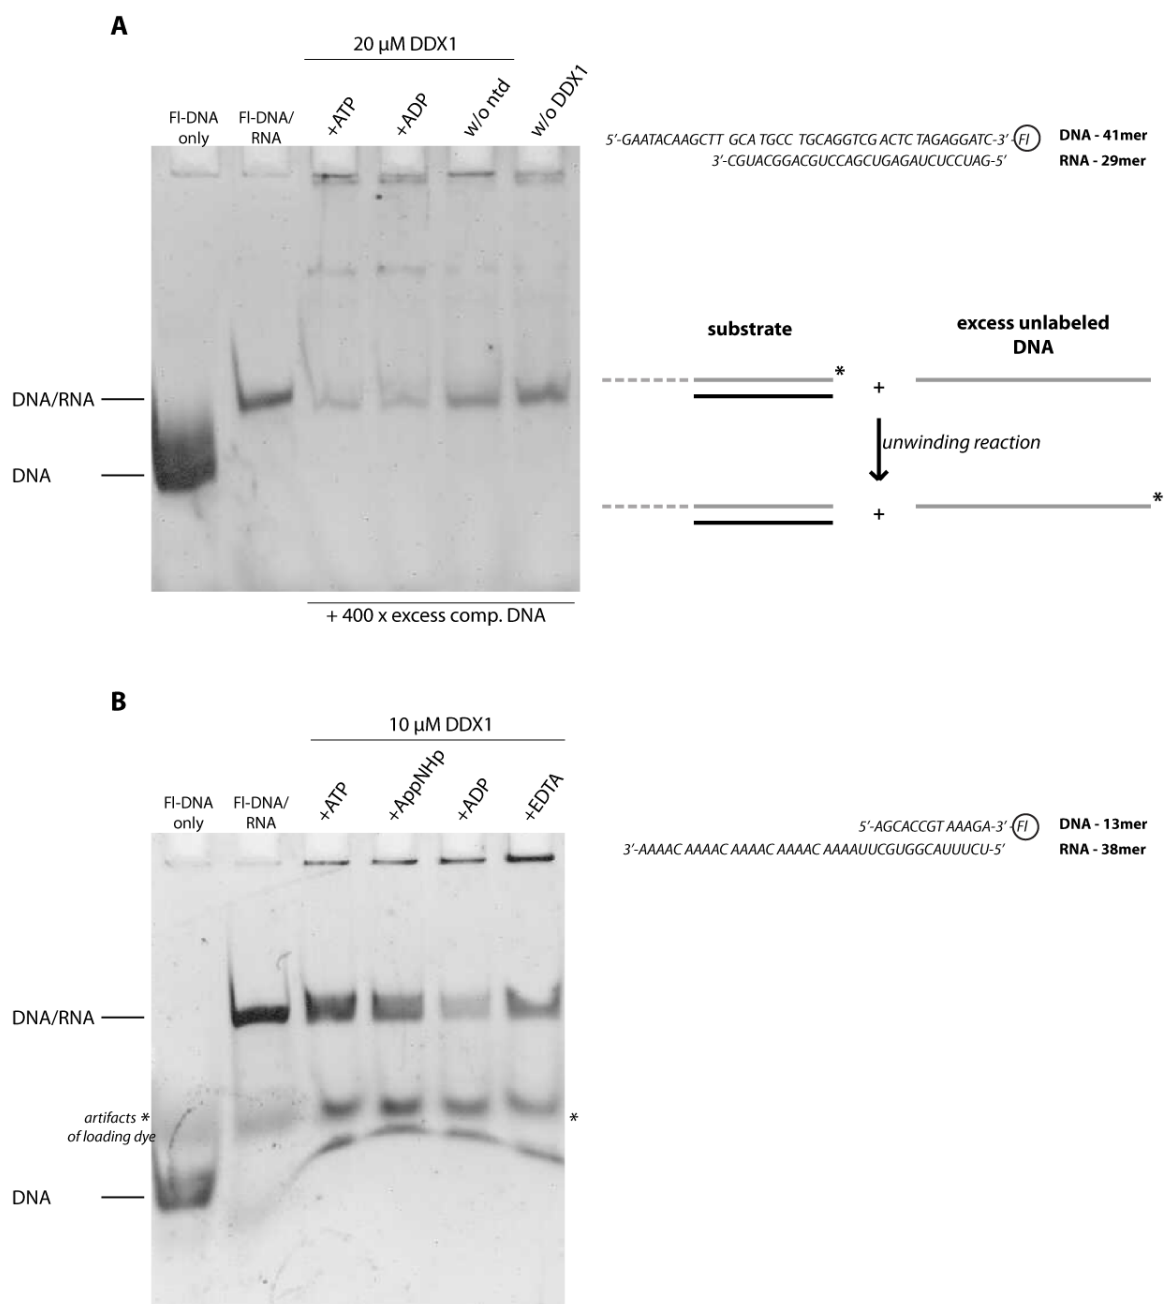 A
20 µM DDX1
Fl-DNA only
Fl-DNA/ RNA
+ATP
+ADP
w/o ntd
w/o DDX1
5’-GAATACAAGCTT GCA TGCC TGCAGGTCG ACTC TAGAGGATC-3’ Fl DNA - 41mer
3’-CGUACGGACGUCCAGCUGAGAUCUCCUAG-5’ RNA - 29mer
DNA/RNA
DNA
+ 400 x excess comp. DNA
substrate
excess unlabeled
DNA
*
+
unwinding reaction
*
+
B
10 µM DDX1
Fl-DNA only
Fl-DNA/ RNA
+ATP
+AppNHp
+ADP
+EDTA
5’-AGCACCGT AAAGA-3’ Fl DNA - 13mer
3’-AAAAC AAAAC AAAAC AAAAC AAAAUUCGUGGCAUUUCU-5’ RNA - 38mer
DNA/RNA
artifacts *
of loading dye
*
DNA